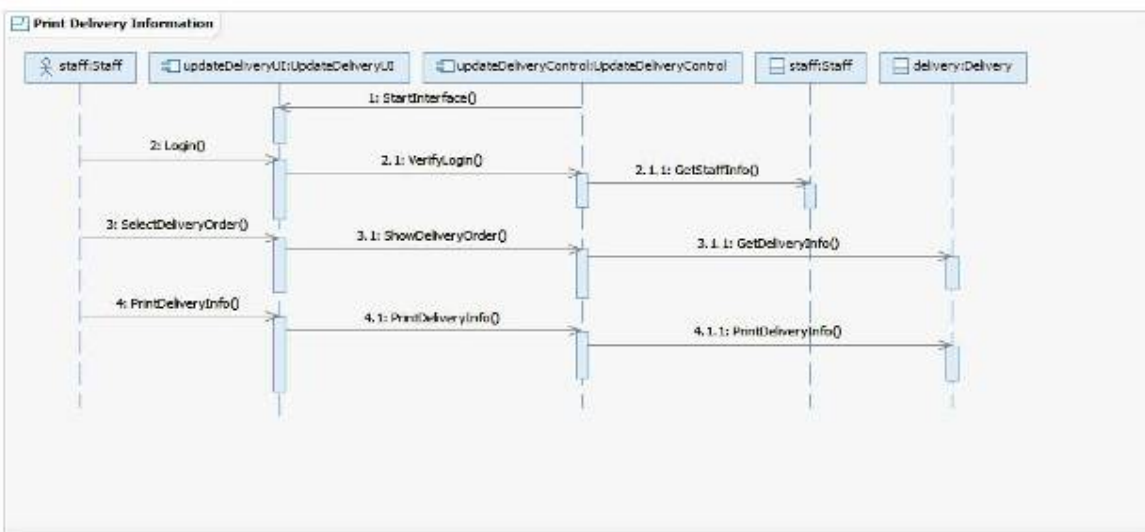 Print Delivery Information
staff:Staff
updateDeliveryUI:UpdateDeliveryUI
updateDeliveryControl:UpdateDeliveryControl
staff:Staff
delivery:Delivery
1: StartInterface()
2: Login()
2.1: VerifyLogin()
2.1.1: GetStaffInfo()
3: SelectDeliveryOrder()
3.1: ShowDeliveryOrder()
3.1.1: GetDeliveryInfo()
4: PrintDeliveryInfo()
4.1: PrintDeliveryInfo()
4.1.1: PrintDeliveryInfo()